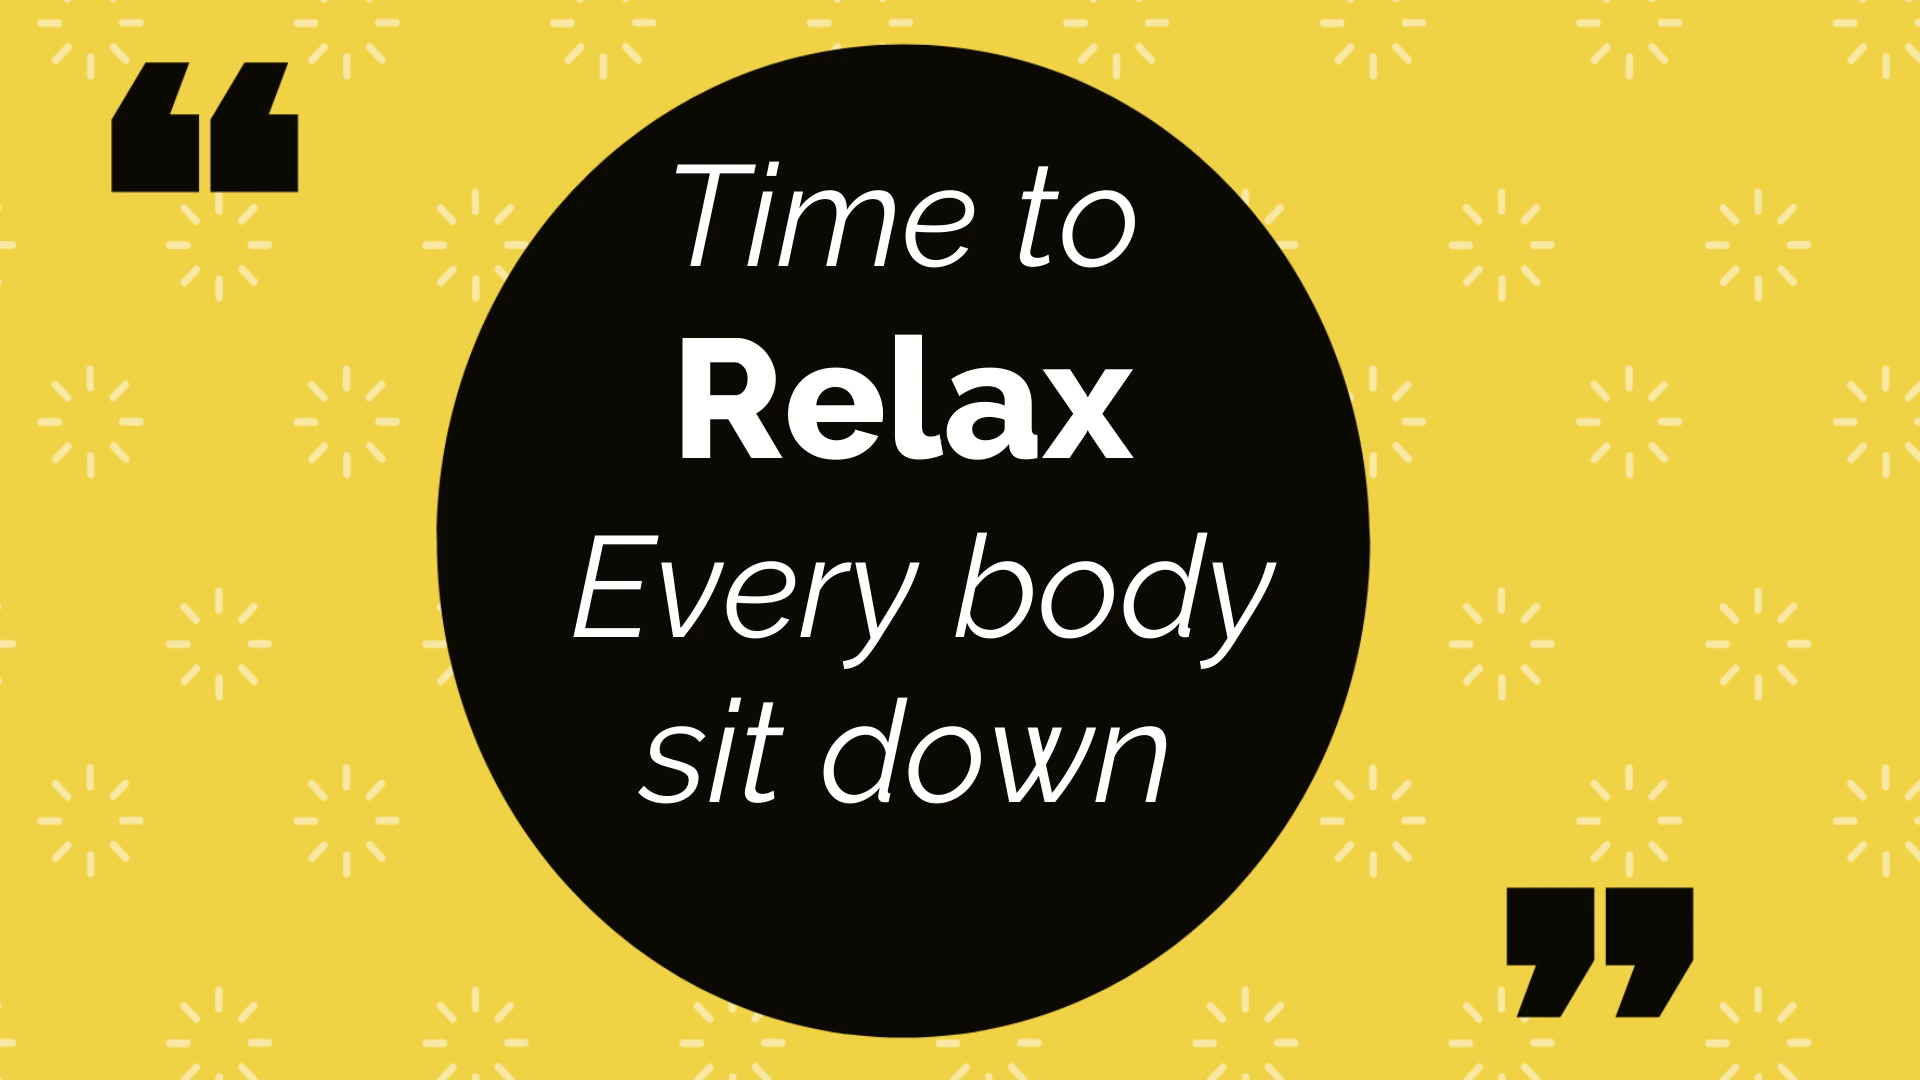 “
Time to
Relax
Every body
sit down
”